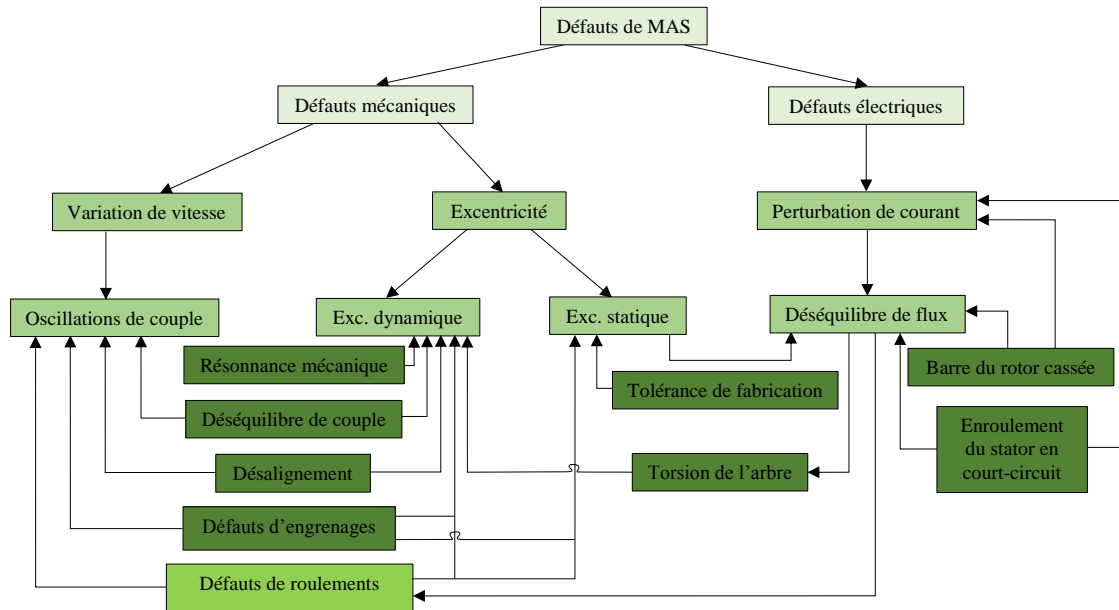 Défauts de MAS
Défauts mécaniques
Défauts électriques
Variation de vitesse
Excentricité
Perturbation de courant
Oscillations de couple
Exc. dynamique
Exc. statique
Déséquilibre de flux
Résonnance mécanique
Barre du rotor cassée
Tolérance de fabrication
Déséquilibre de couple
Enroulement
du stator en
court-circuit
Désalignement
Torsion de l’arbre
Défauts d’engrenages
Défauts de roulements